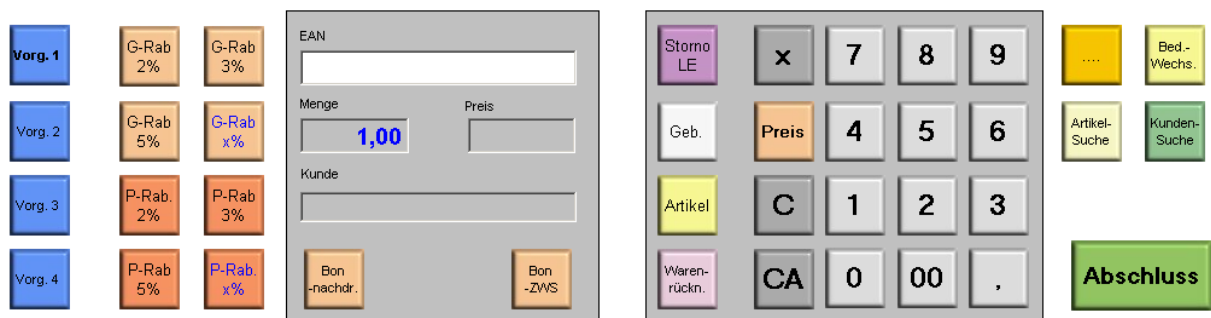 Vorg. 1
G-Rab
2%
G-Rab
3%
EAN
Storno
LE
x
7
8
9
....
Bed.-
Wechs.
Vorg. 2
G-Rab
5%
G-Rab
x%
Menge
Preis
1,00
Geb.
Preis
4
5
6
Artikel-
Suche
Kunden-
Suche
Vorg. 3
P-Rab.
2%
P-Rab
3%
Kunde
Artikel
C
1
2
3
Vorg. 4
P-Rab
5%
P-Rab.
x%
Bon
-nachdr.
Bon
-ZWS
Waren-
rückn.
CA
0
00
,
Abschluss